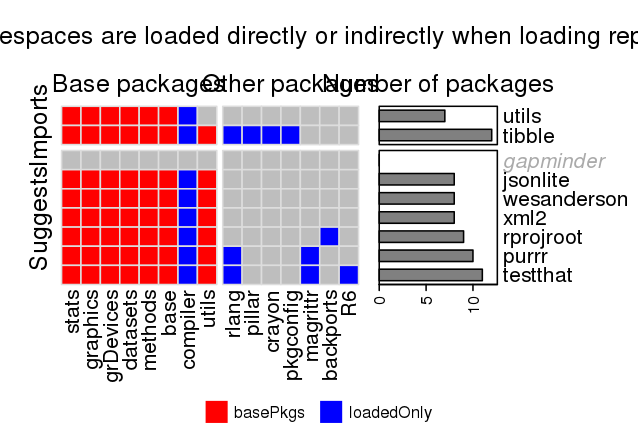 espaces are loaded directly or indirectly when loading rep
Base packages
Other packages
Number of packages
Imports
Suggests
utils
tibble
gapminder
jsonlite
wesanderson
xml2
rprojroot
purrr
testthat
0
5
10
stats
graphics
grDevices
datasets
methods
base
compiler
utils
rlang
pillar
crayon
pkgconfig
magrittr
backports
R6
basePkgs
loadedOnly